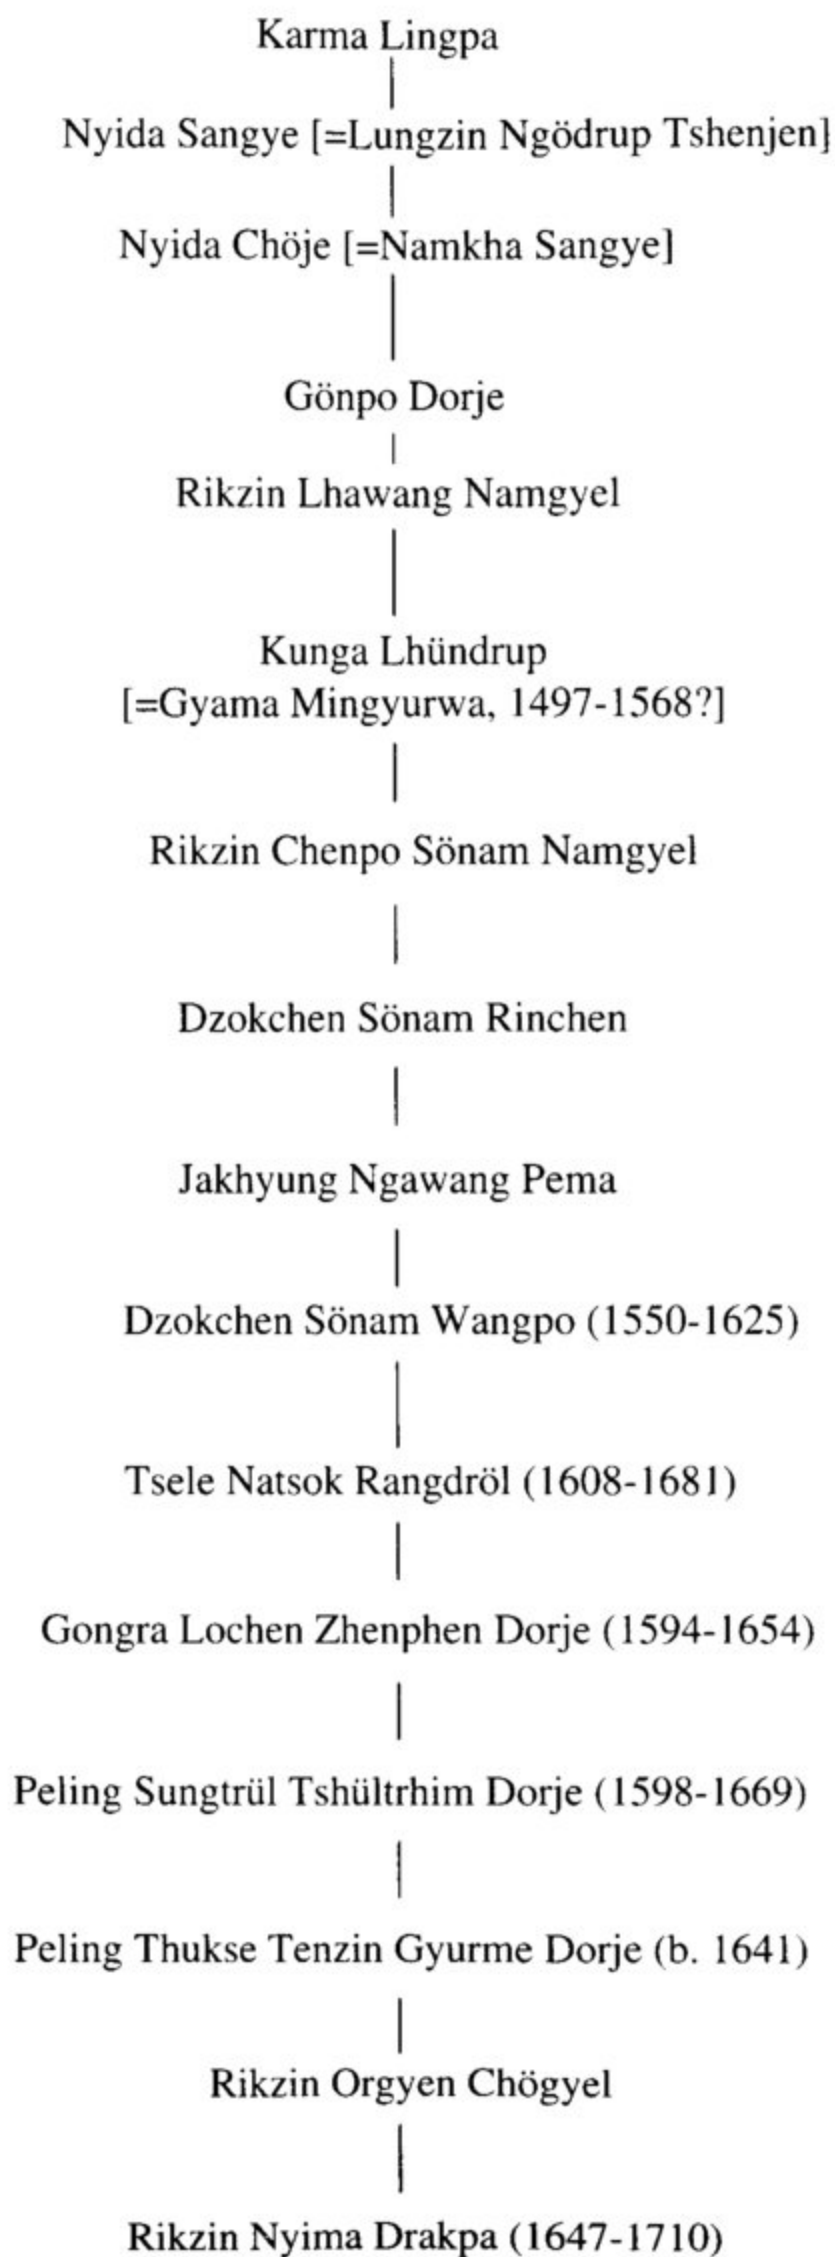 Karma Lingpa
Nyida Sangye [=Lungzin Ngödrup Tshenjen]
Nyida Chöje [=Namkha Sangye]
Gönpo Dorje
Rikzin Lhawang Namgyel
Kunga Lhündrup
[=Gyama Mingyurwa, 1497-1568?]
Rikzin Chenpo Sönam Namgyel
Dzokchen Sönam Rinchen
Jakhyung Ngawang Pema
Dzokchen Sönam Wangpo (1550-1625)
Tsele Natsok Rangdröl (1608-1681)
Gongra Lochen Zhenphen Dorje (1594-1654)
Peling Sungtrül Tshültrhim Dorje (1598-1669)
Peling Thukse Tenzin Gyurme Dorje (b. 1641)
Rikzin Orgyen Chögyel
Rikzin Nyima Drakpa (1647-1710)